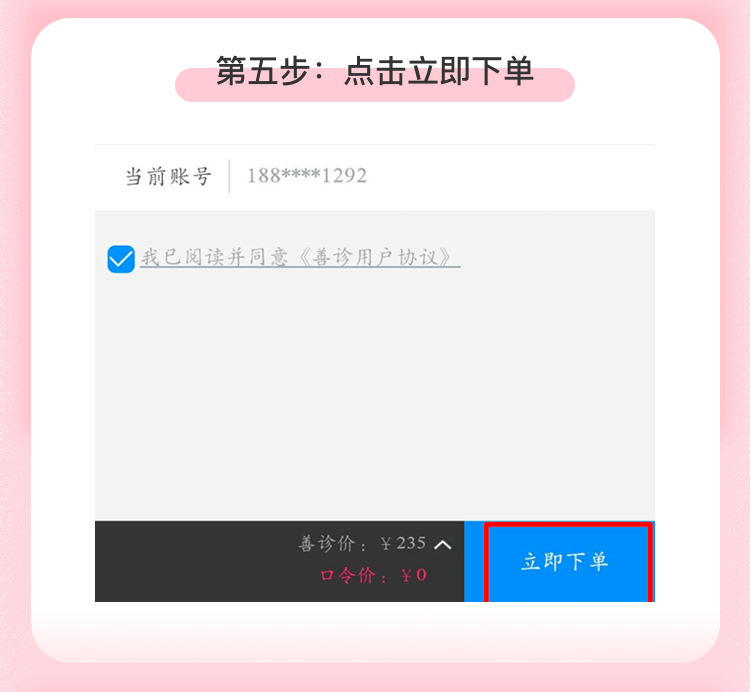 第五步：点击立即下单
当前账号 188****1292
我已阅读并同意《善诊用户协议》
善诊价：￥235
口令价：￥0
立即下单